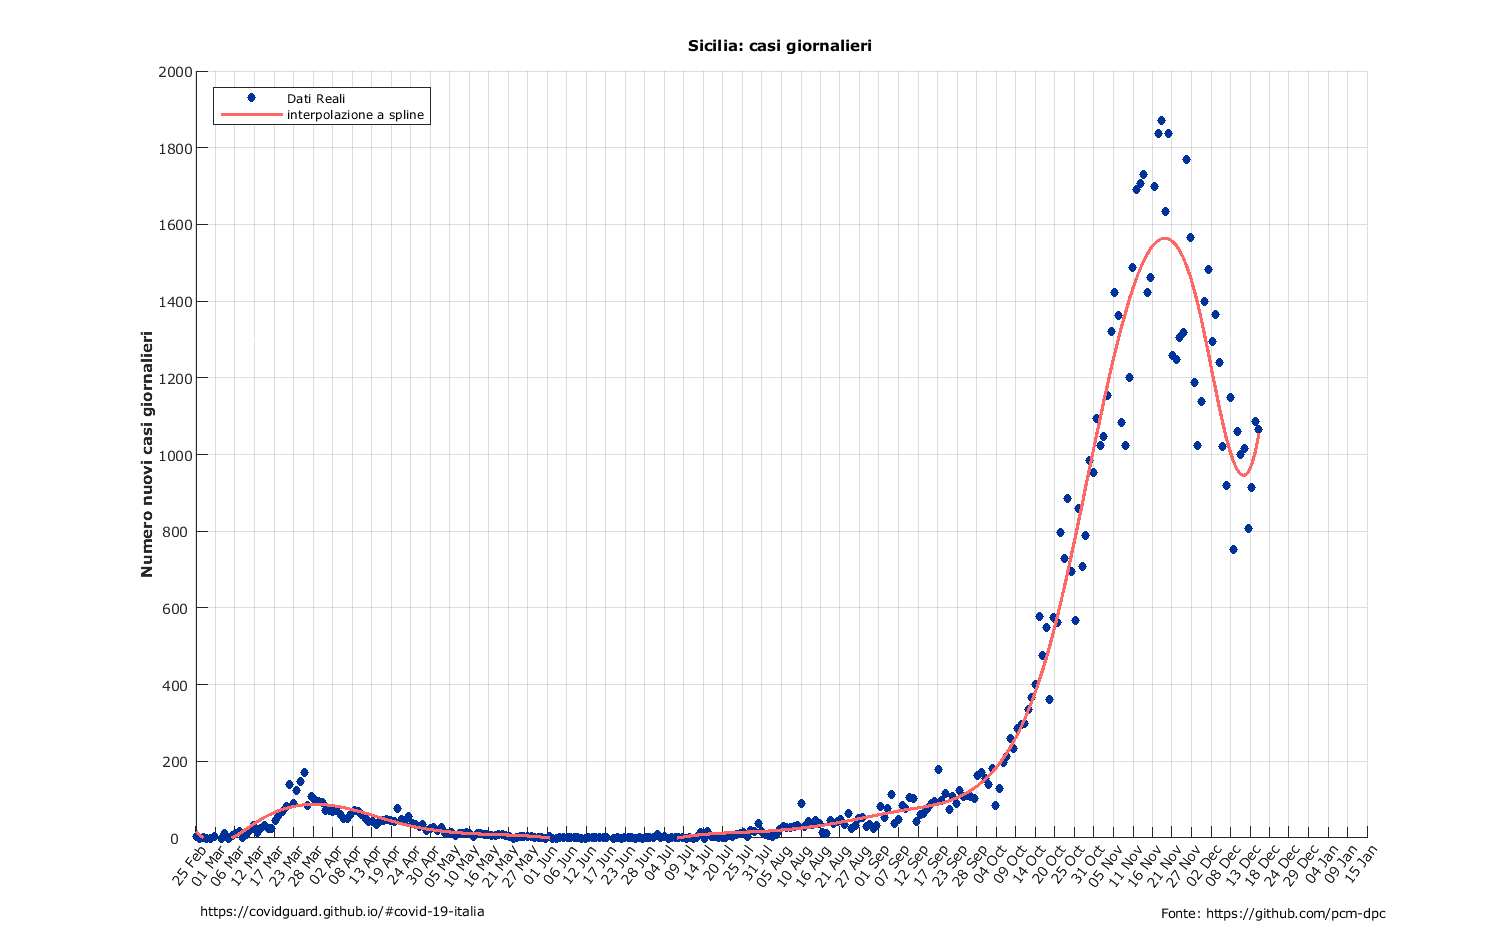 Sicilia: casi giornalieri
Dati Reali
interpolazione a spline
Numero nuovi casi giornalieri
2000
1800
1600
1400
1200
1000
800
600
400
200
0
25 Feb
01 Mar
06 Mar
12 Mar
17 Mar
23 Mar
28 Mar
02 Apr
08 Apr
13 Apr
19 Apr
24 Apr
30 Apr
05 May
10 May
16 May
21 May
27 May
01 Jun
06 Jun
12 Jun
17 Jun
23 Jun
28 Jun
04 Jul
09 Jul
14 Jul
20 Jul
25 Jul
31 Jul
05 Aug
10 Aug
16 Aug
21 Aug
27 Aug
01 Sep
07 Sep
12 Sep
17 Sep
23 Sep
28 Sep
04 Oct
09 Oct
14 Oct
20 Oct
25 Oct
31 Oct
05 Nov
11 Nov
16 Nov
21 Nov
27 Nov
02 Dec
08 Dec
13 Dec
18 Dec
24 Dec
29 Dec
04 Jan
09 Jan
15 Jan
https://covidguard.github.io/#covid-19-italia
Fonte: https://github.com/pcm-dpc